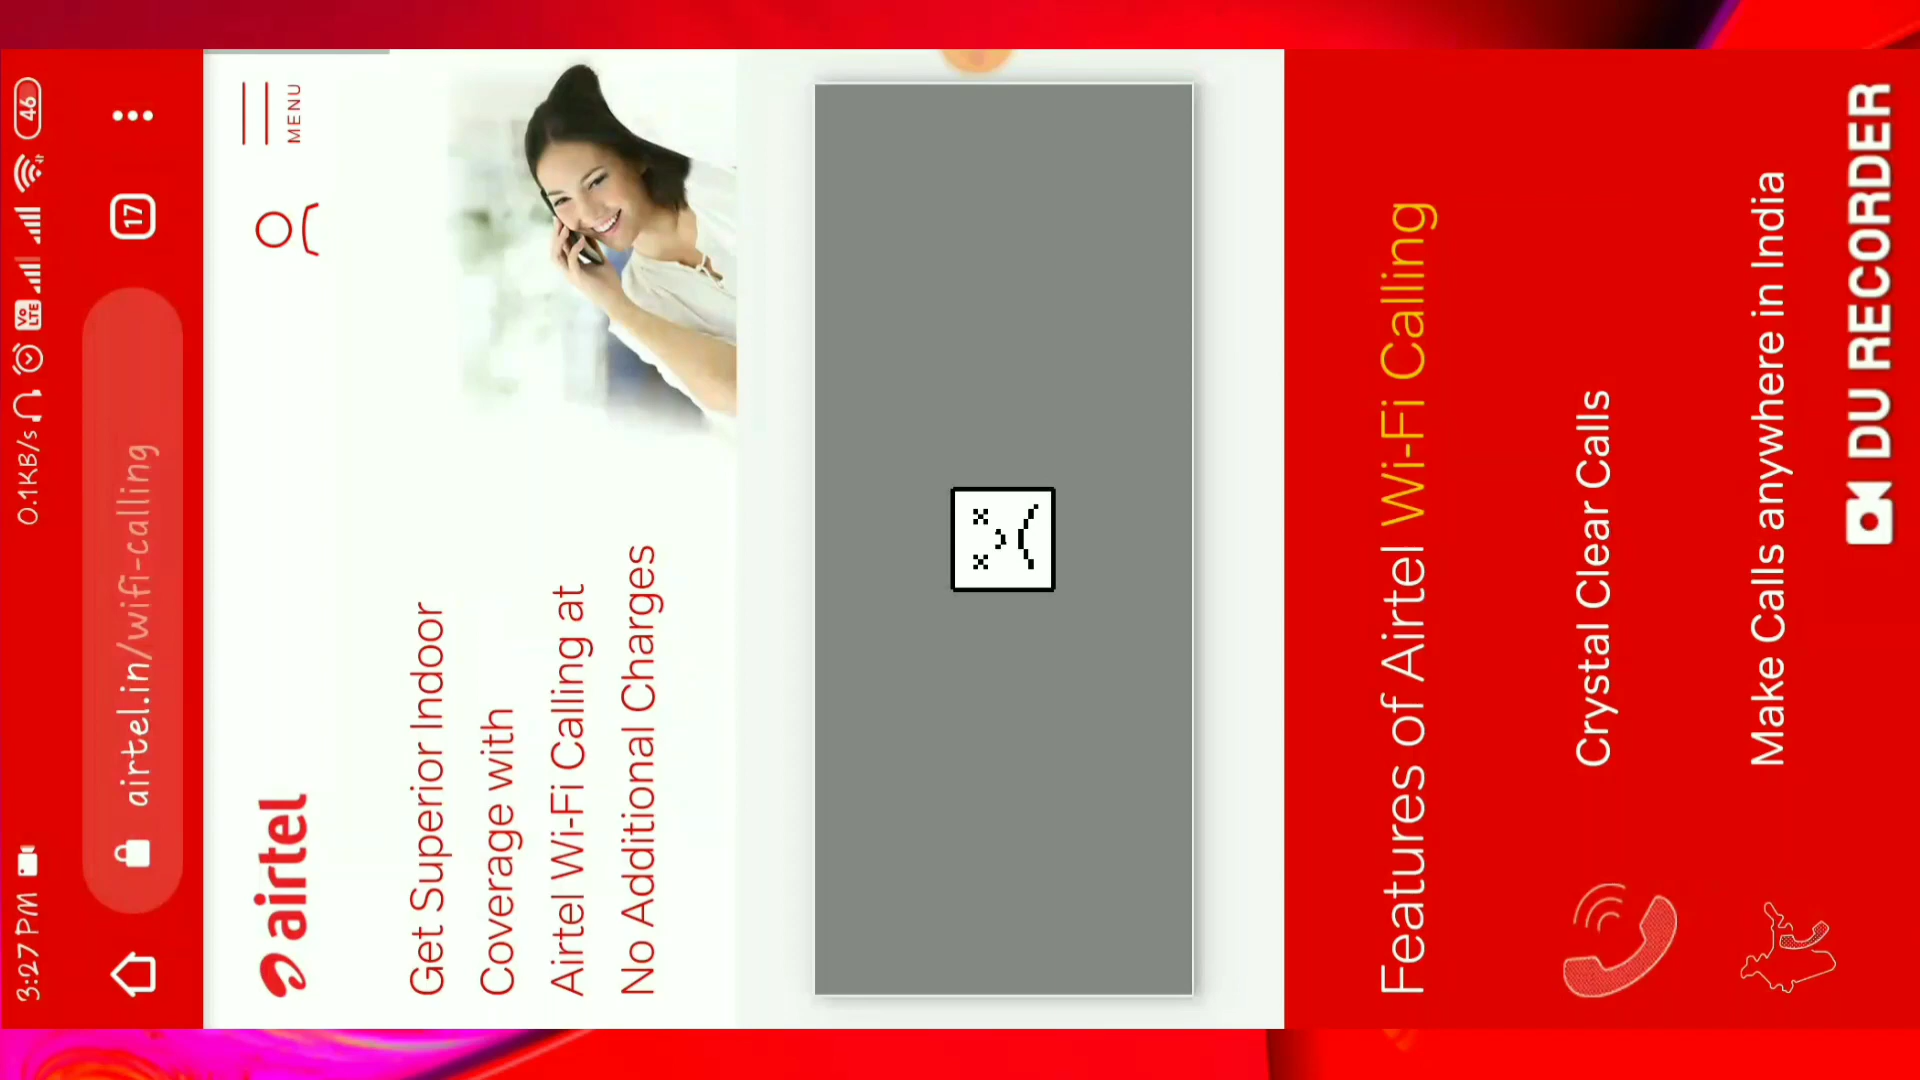 3:27 PM
0.1KB/s
Vo LTE
46
airtel.in/wifi-calling
17
airtel
MENU
Get Superior Indoor
Coverage with
Airtel Wi-Fi Calling at
No Additional Charges
Features of Airtel Wi-Fi Calling
Crystal Clear Calls
Make Calls anywhere in India
DU RECORDER